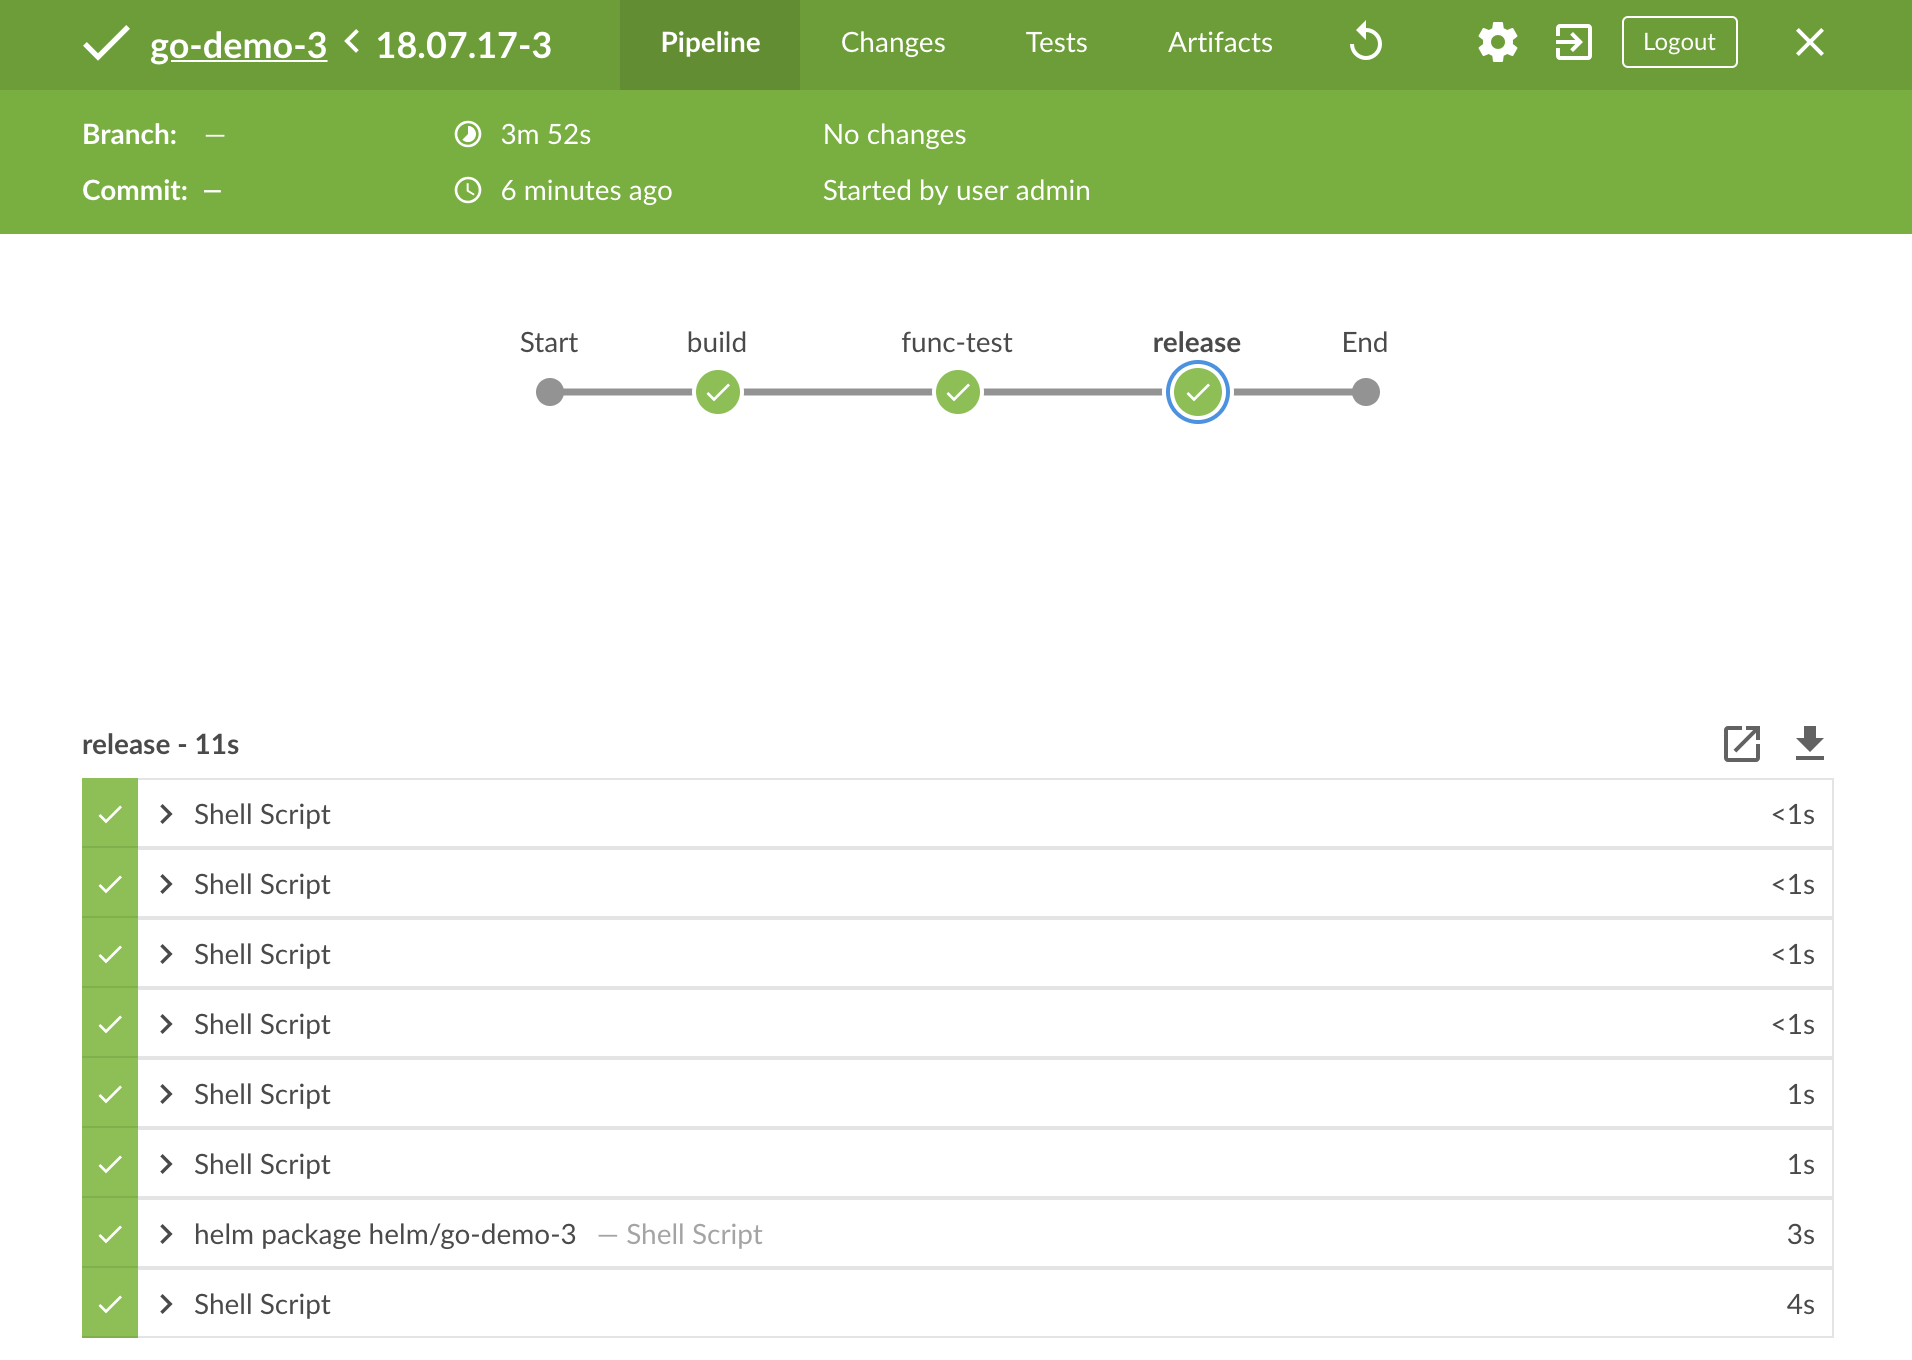 go-demo-3 < 18.07.17-3 Pipeline Changes Tests Artifacts Logout
Branch: — 3m 52s No changes
Commit: — 6 minutes ago Started by user admin
Start build func-test release End
release - 11s
Shell Script <1s
Shell Script <1s
Shell Script <1s
Shell Script <1s
Shell Script 1s
Shell Script 1s
helm package helm/go-demo-3 — Shell Script 3s
Shell Script 4s